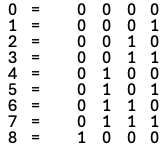 0 = 0 0 0 0
1 = 0 0 0 1
2 = 0 0 1 0
3 = 0 0 1 1
4 = 0 1 0 0
5 = 0 1 0 1
6 = 0 1 1 0
7 = 0 1 1 1
8 = 1 0 0 0